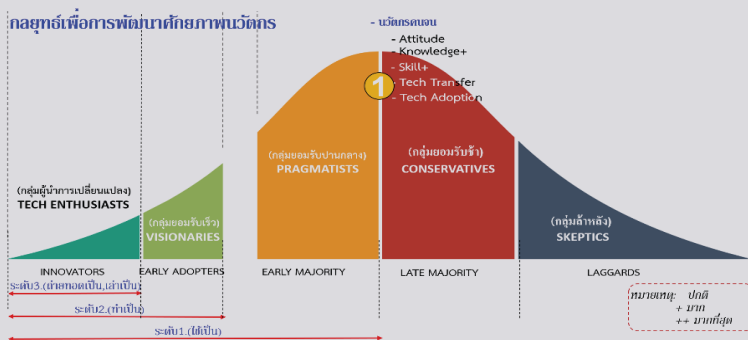 กลยุทธ์เพื่อการพัฒนาศักยภาพนวัตกร
- นวัตกรคนจน
- Attitude
- Knowledge+
- Skill+
- Tech Transfer
- Tech Adoption
1
(กลุ่มผู้นำการเปลี่ยนแปลง)
TECH ENTHUSIASTS
(กลุ่มยอมรับเร็ว)
VISIONARIES
(กลุ่มยอมรับปานกลาง)
PRAGMATISTS
(กลุ่มยอมรับช้า)
CONSERVATIVES
(กลุ่มล้าหลัง)
SKEPTICS
INNOVATORS
EARLY ADOPTERS
EARLY MAJORITY
LATE MAJORITY
LAGGARDS
ระดับ3.(ถ่ายทอดเป็น,เล่าเป็น)
ระดับ2.(ทำเป็น)
ระดับ1.(ใช้เป็น)
หมายเหตุ: ปกติ
+ มาก
++ มากที่สุด